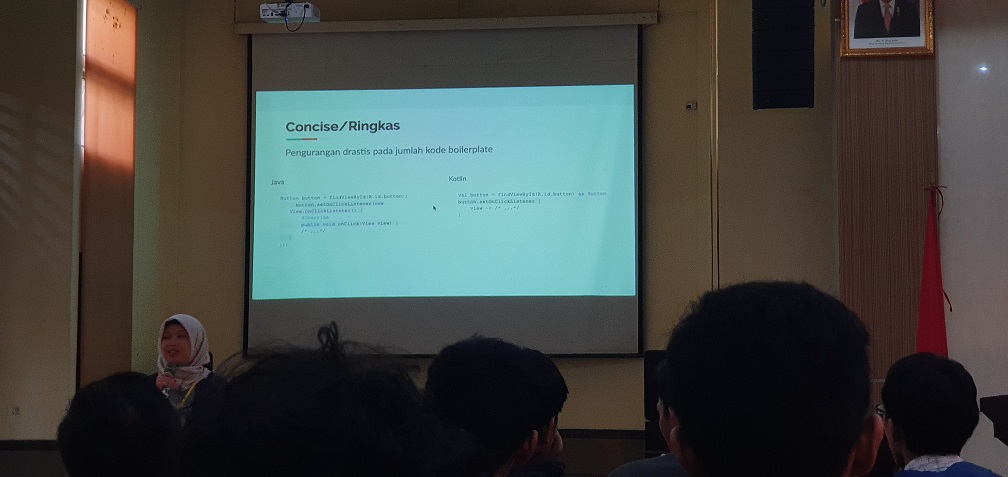 Concise/Ringkas
Pengurangan drastis pada jumlah kode boilerplate
Java
Button button = findViewById(R.id.button);
button.setOnClickListener(new
View.OnClickListener() {
@Override
public void onClick(View view) {
/* ...*/
}
});
Kotlin
val button = findViewById(R.id.button) as Button
button.setOnClickListener {
view -> /* ...*/
}